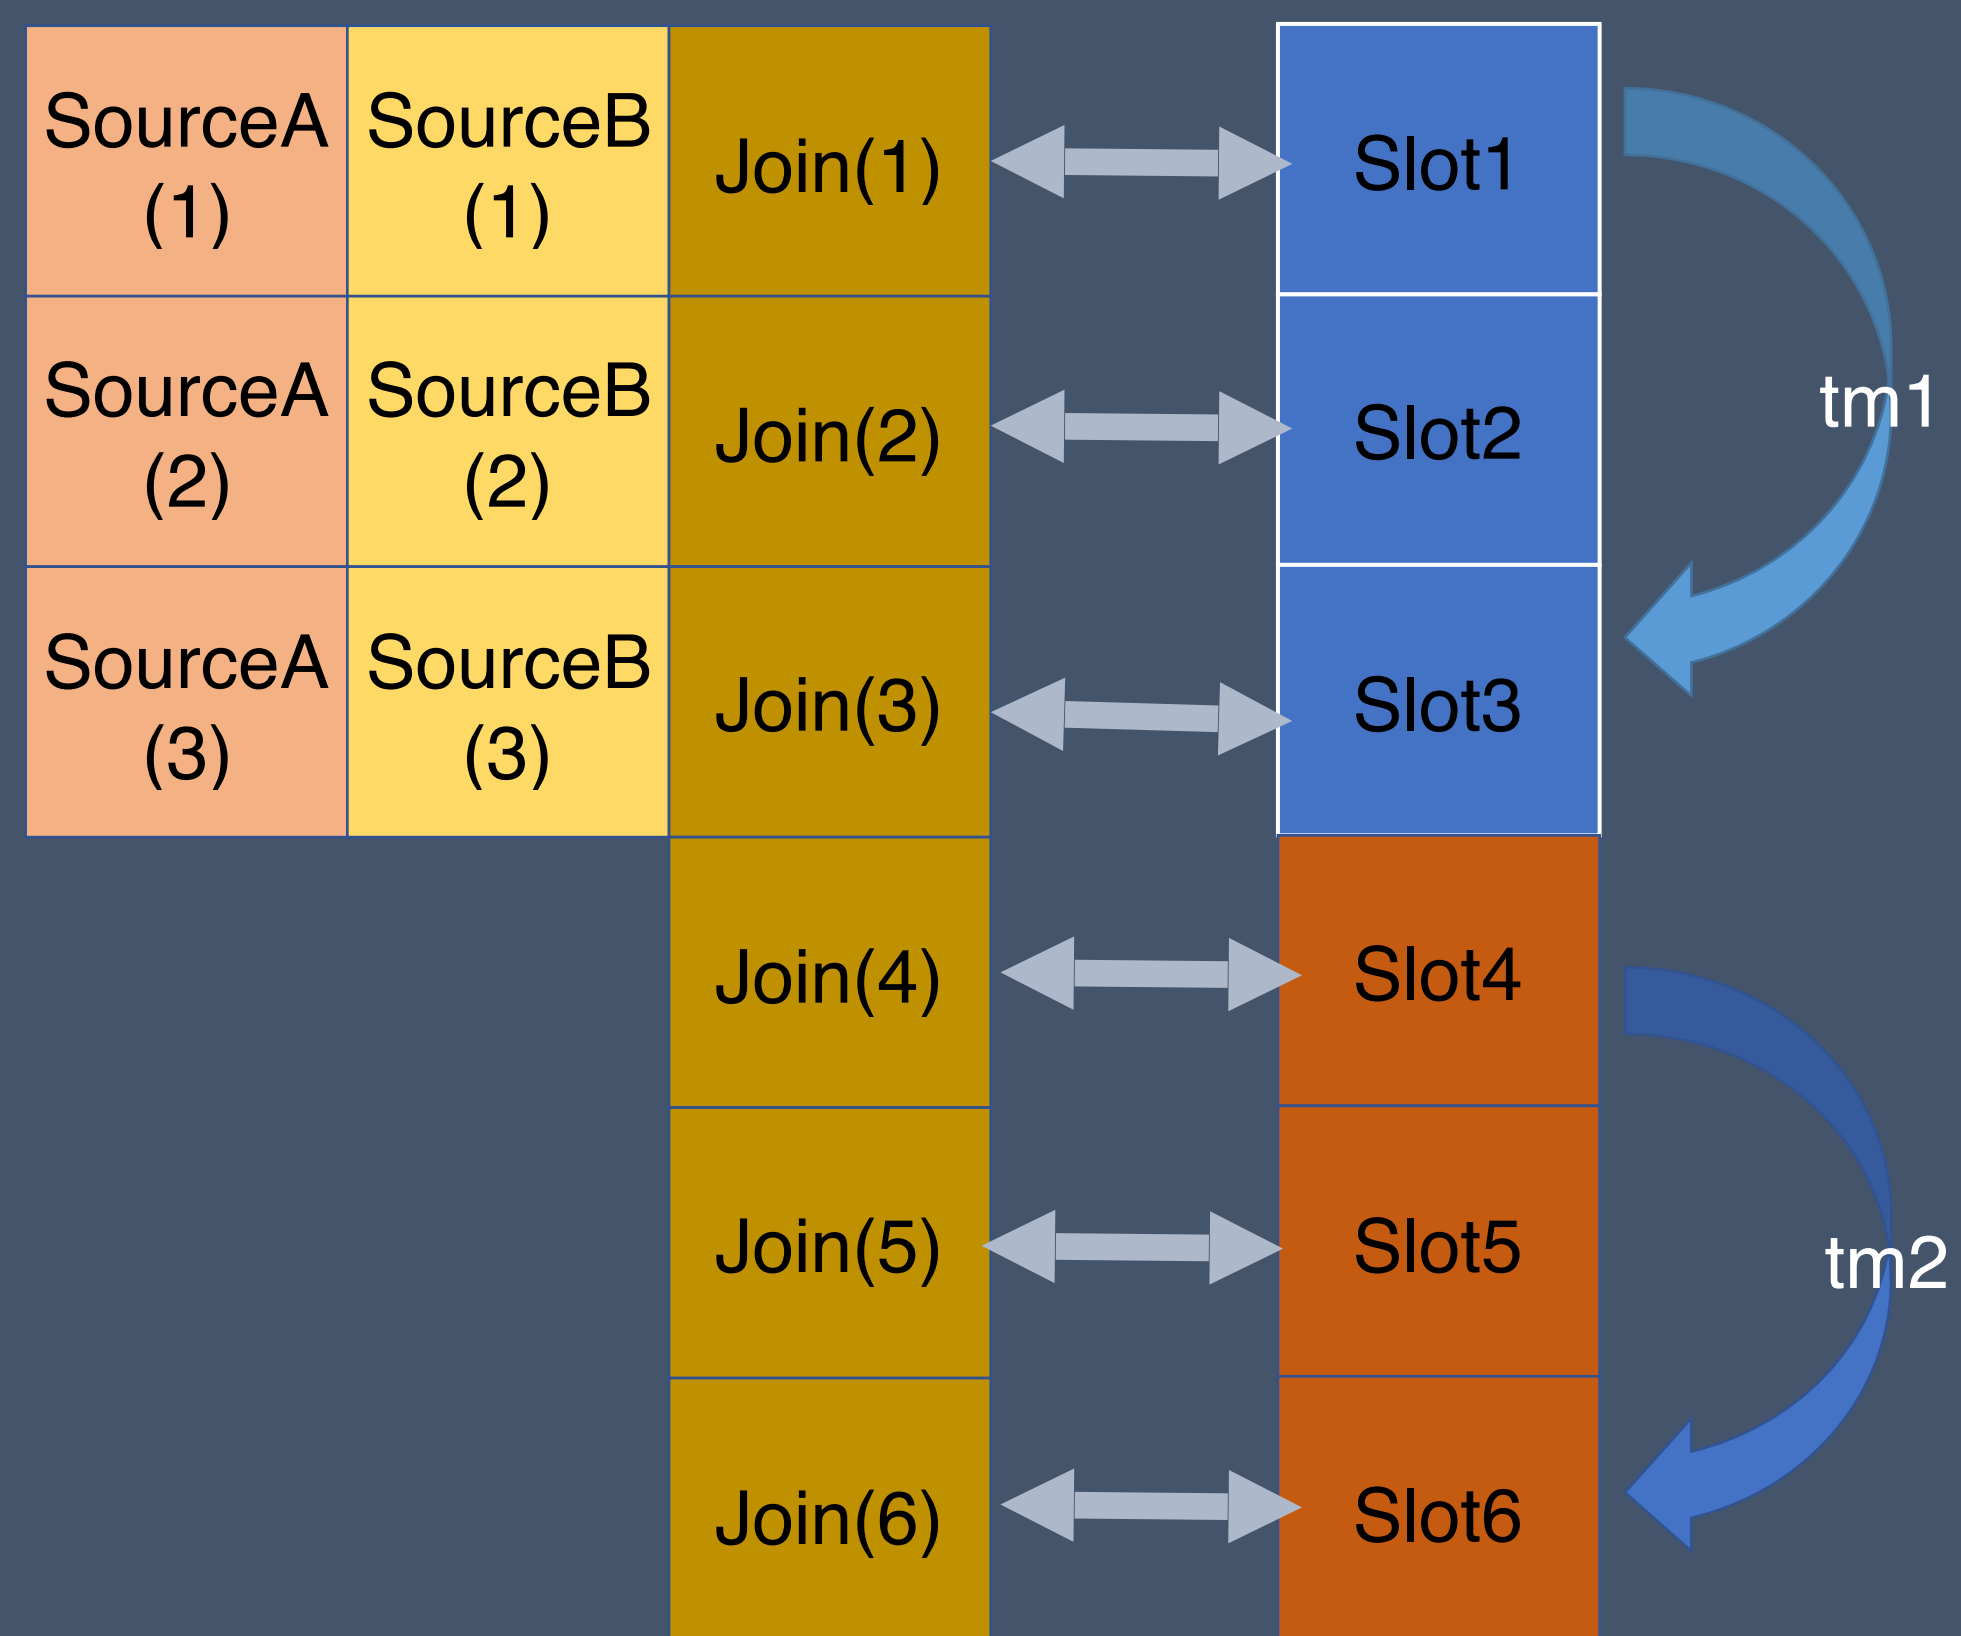 SourceA
(1)
SourceB
(1)
Join(1)
Slot1
SourceA
(2)
SourceB
(2)
Join(2)
Slot2
tm1
SourceA
(3)
SourceB
(3)
Join(3)
Slot3
Join(4)
Slot4
Join(5)
Slot5
tm2
Join(6)
Slot6